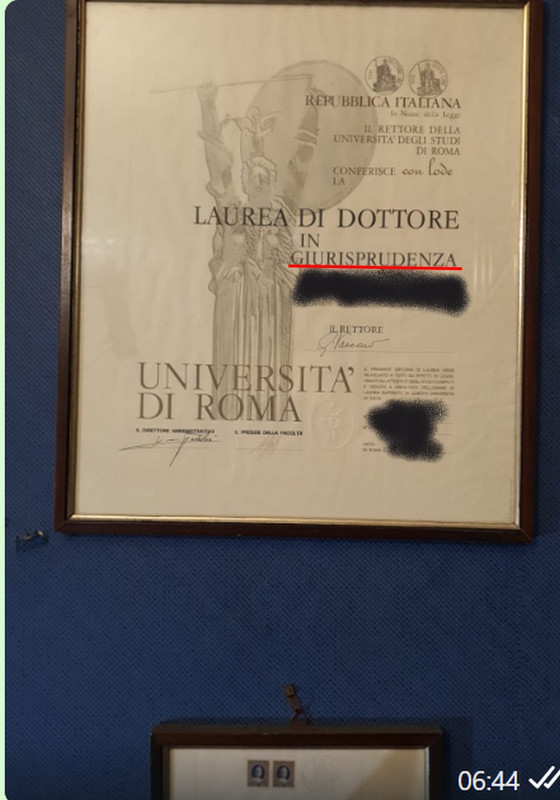 REPUBBLICA ITALIANA
In Nome della Legge
IL RETTORE DELLA
UNIVERSITA' DEGLI STUDI
DI ROMA
CONFERISCE con lode
LA
LAUREA DI DOTTORE
IN
GIURISPRUDENZA
IL RETTORE
UNIVERSITA'
DI ROMA
IL DIRETTORE AMMINISTRATIVO
IL PRESIDE DELLA FACOLTÀ
06:44